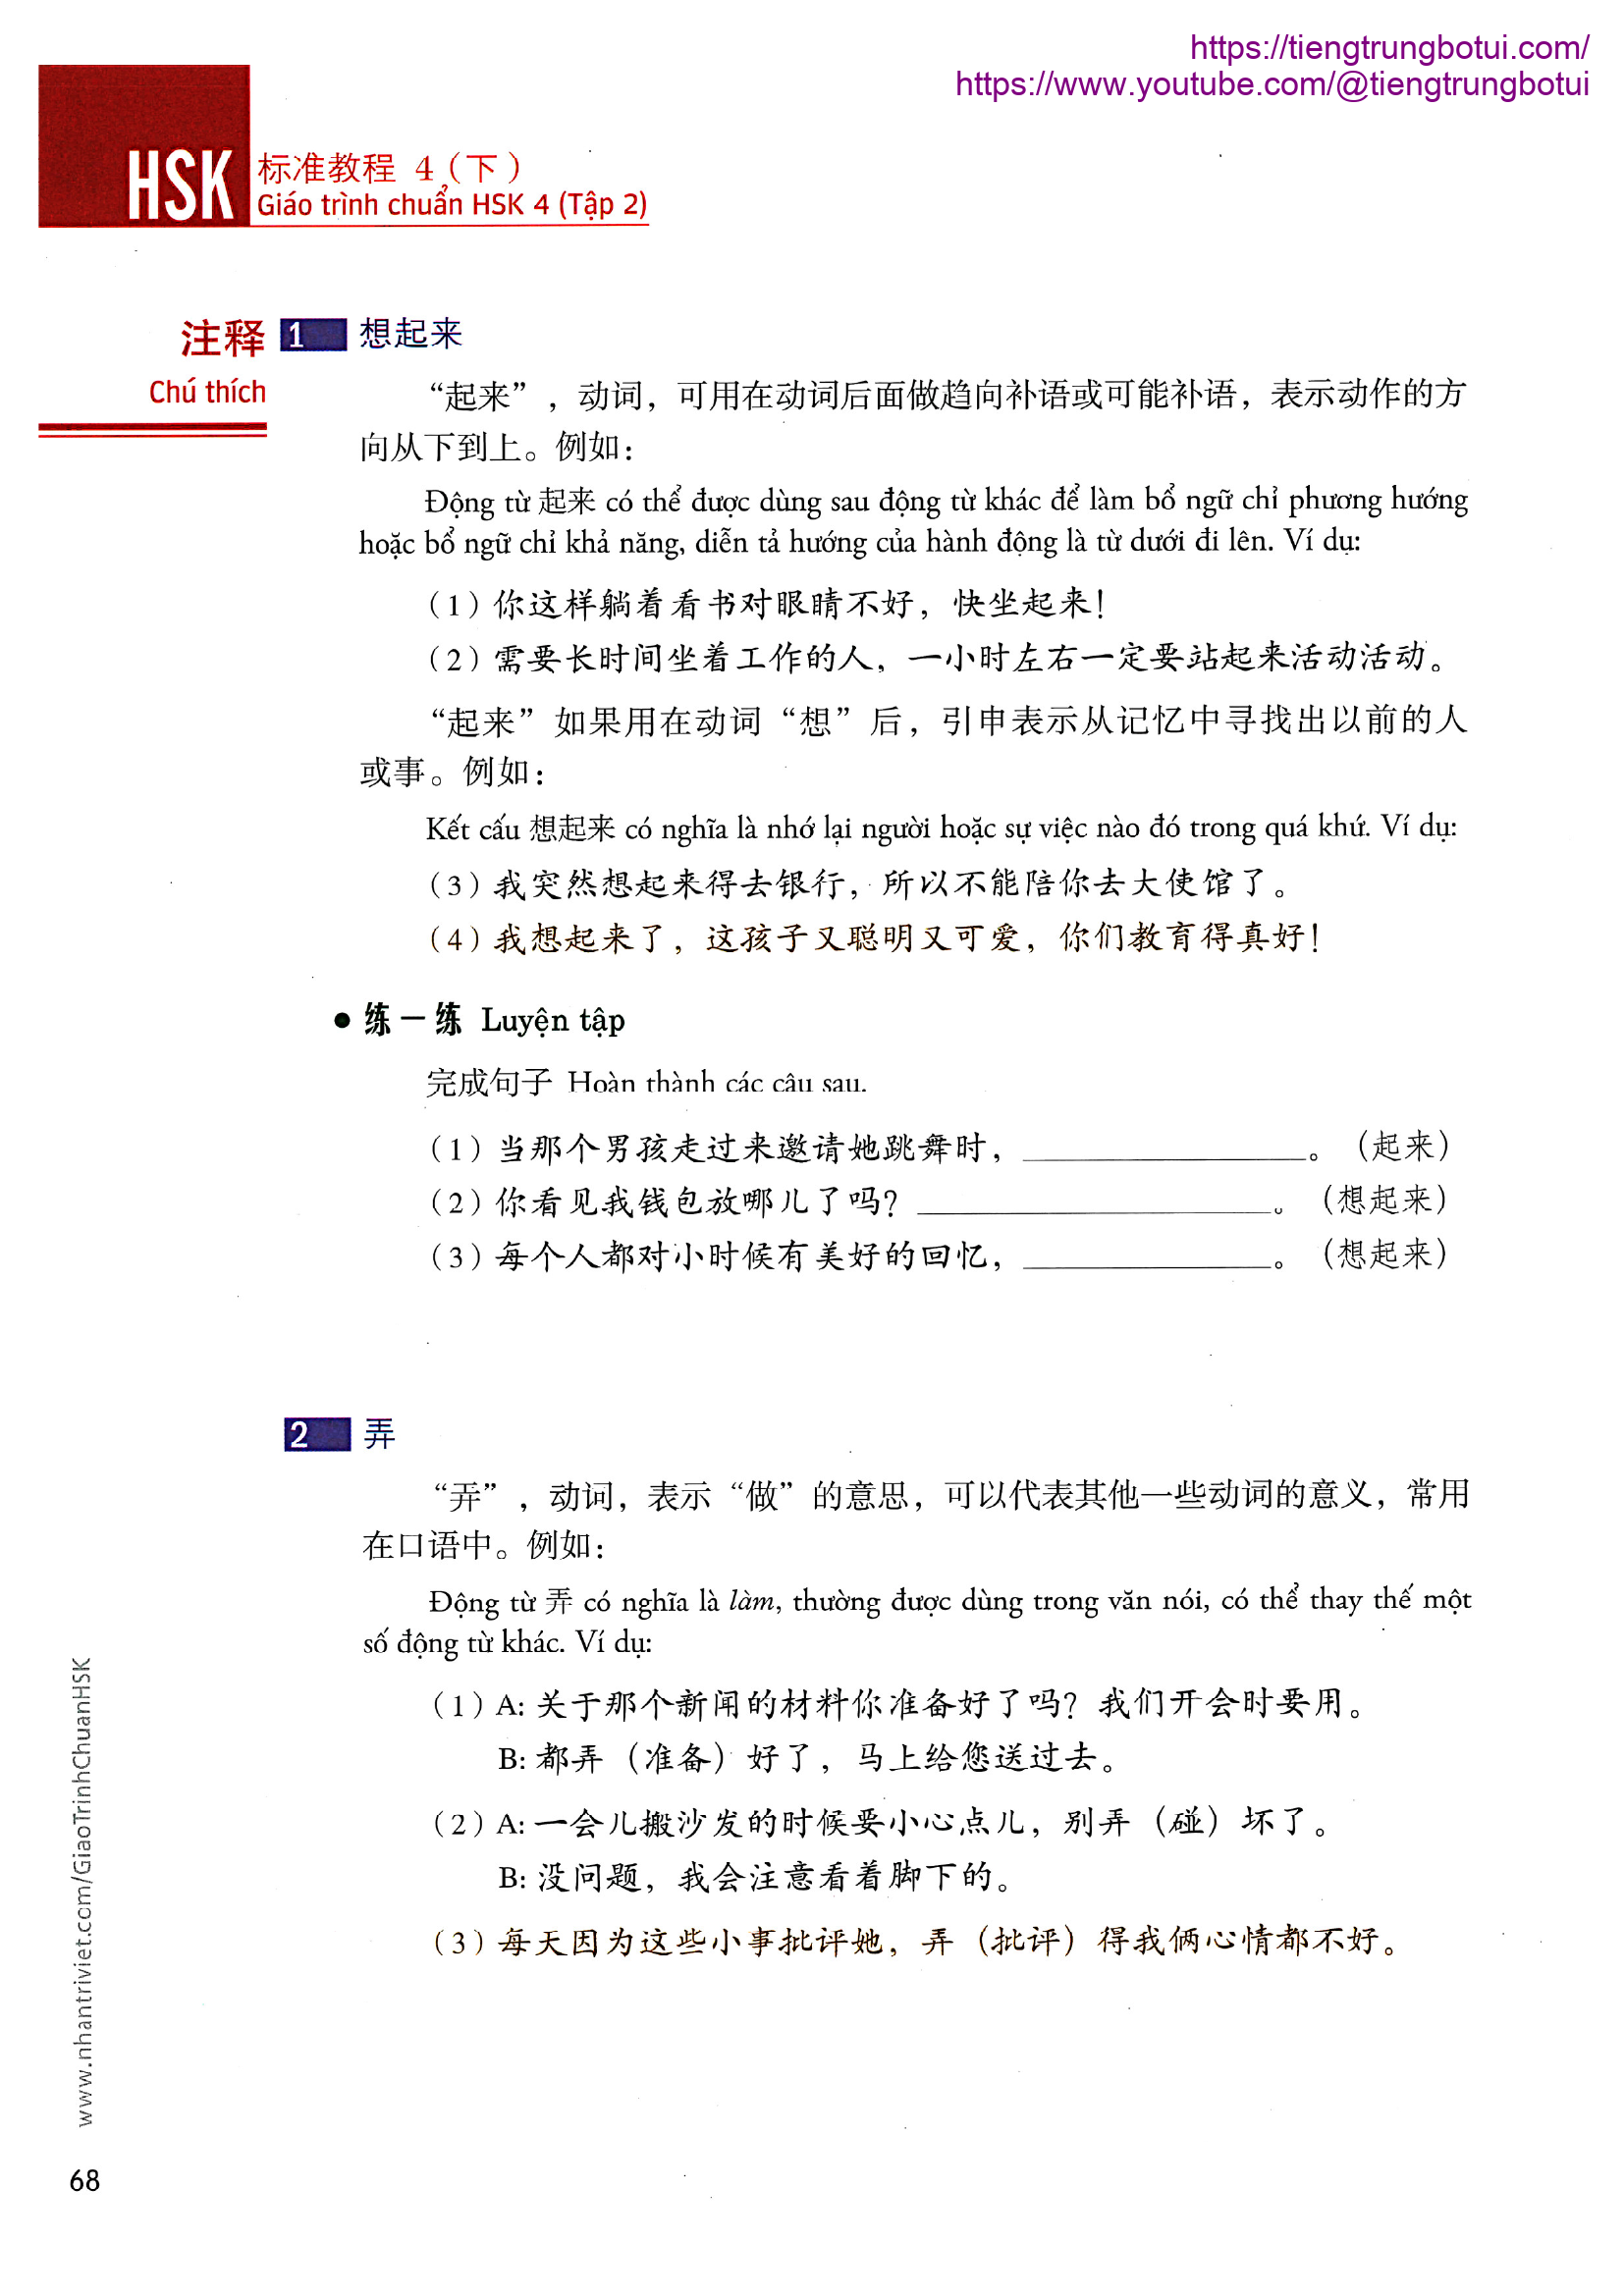 https://tiengtrungbotui.com/
https://www.youtube.com/@tiengtrungbotui
HSK 标准教程 4（下）
Giáo trình chuẩn HSK 4 (Tập 2)
注释 1 想起来
Chú thích
“起来”，动词，可用在动词后面做趋向补语或可能补语，表示动作的方
向从下到上。例如：
Động từ 起来 có thể được dùng sau động từ khác để làm bổ ngữ chỉ phương hướng
hoặc bổ ngữ chỉ khả năng, diễn tả hướng của hành động là từ dưới đi lên. Ví dụ:
（1）你这样躺着看书对眼睛不好，快坐起来！
（2）需要长时间坐着工作的人，一小时左右一定要站起来活动活动。
“起来”如果用在动词“想”后，引申表示从记忆中寻找出以前的人
或事。例如：
Kết cấu 想起来 có nghĩa là nhớ lại người hoặc sự việc nào đó trong quá khứ. Ví dụ:
（3）我突然想起来得去银行，所以不能陪你去大使馆了。
（4）我想起来了，这孩子又聪明又可爱，你们教育得真好！
● 练一练 Luyện tập
完成句子 Hoàn thành các câu sau.
（1）当那个男孩走过来邀请她跳舞时，________________。（起来）
（2）你看见我钱包放哪儿了吗？____________________。（想起来）
（3）每个人都对小时候有美好的回忆，______________。（想起来）
2 弄
“弄”，动词，表示“做”的意思，可以代表其他一些动词的意义，常用
在口语中。例如：
Động từ 弄 có nghĩa là làm, thường được dùng trong văn nói, có thể thay thế một
số động từ khác. Ví dụ:
（1）A: 关于那个新闻的材料你准备好了吗？我们开会时要用。
B: 都弄（准备）好了，马上给您送过去。
（2）A: 一会儿搬沙发的时候要小心点儿，别弄（碰）坏了。
B: 没问题，我会注意看着脚下的。
（3）每天因为这些小事批评她，弄（批评）得我俩心情都不好。
www.nhantriviet.com/GiaoTrinhChuanHSK
68